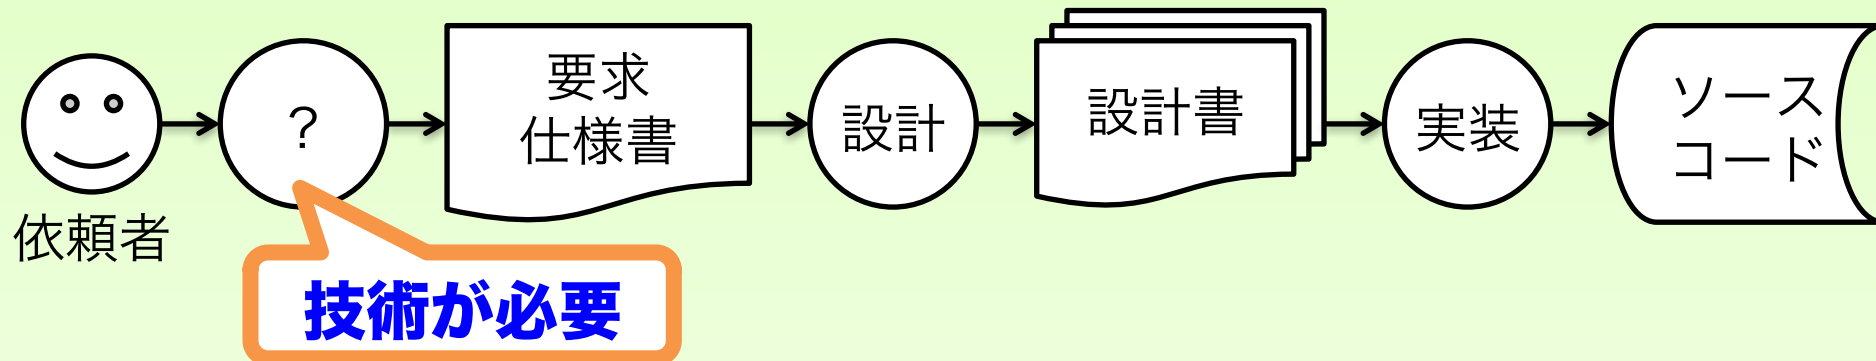 依頼者
？
要求
仕様書
設計
設計書
実装
ソース
コード
技術が必要